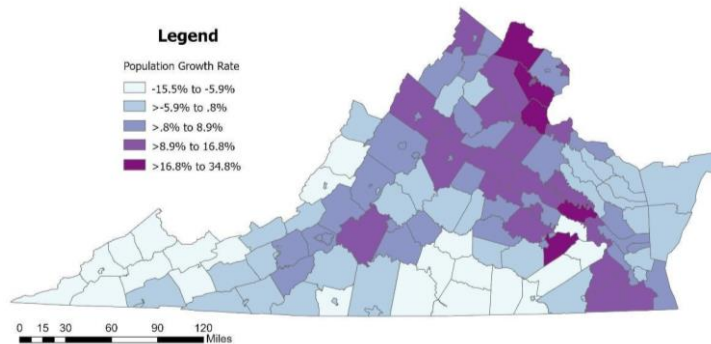 Legend
Population Growth Rate
-15.5% to -5.9%
>-5.9% to .8%
>.8% to 8.9%
>8.9% to 16.8%
>16.8% to 34.8%
0 15 30 60 90 120
Miles